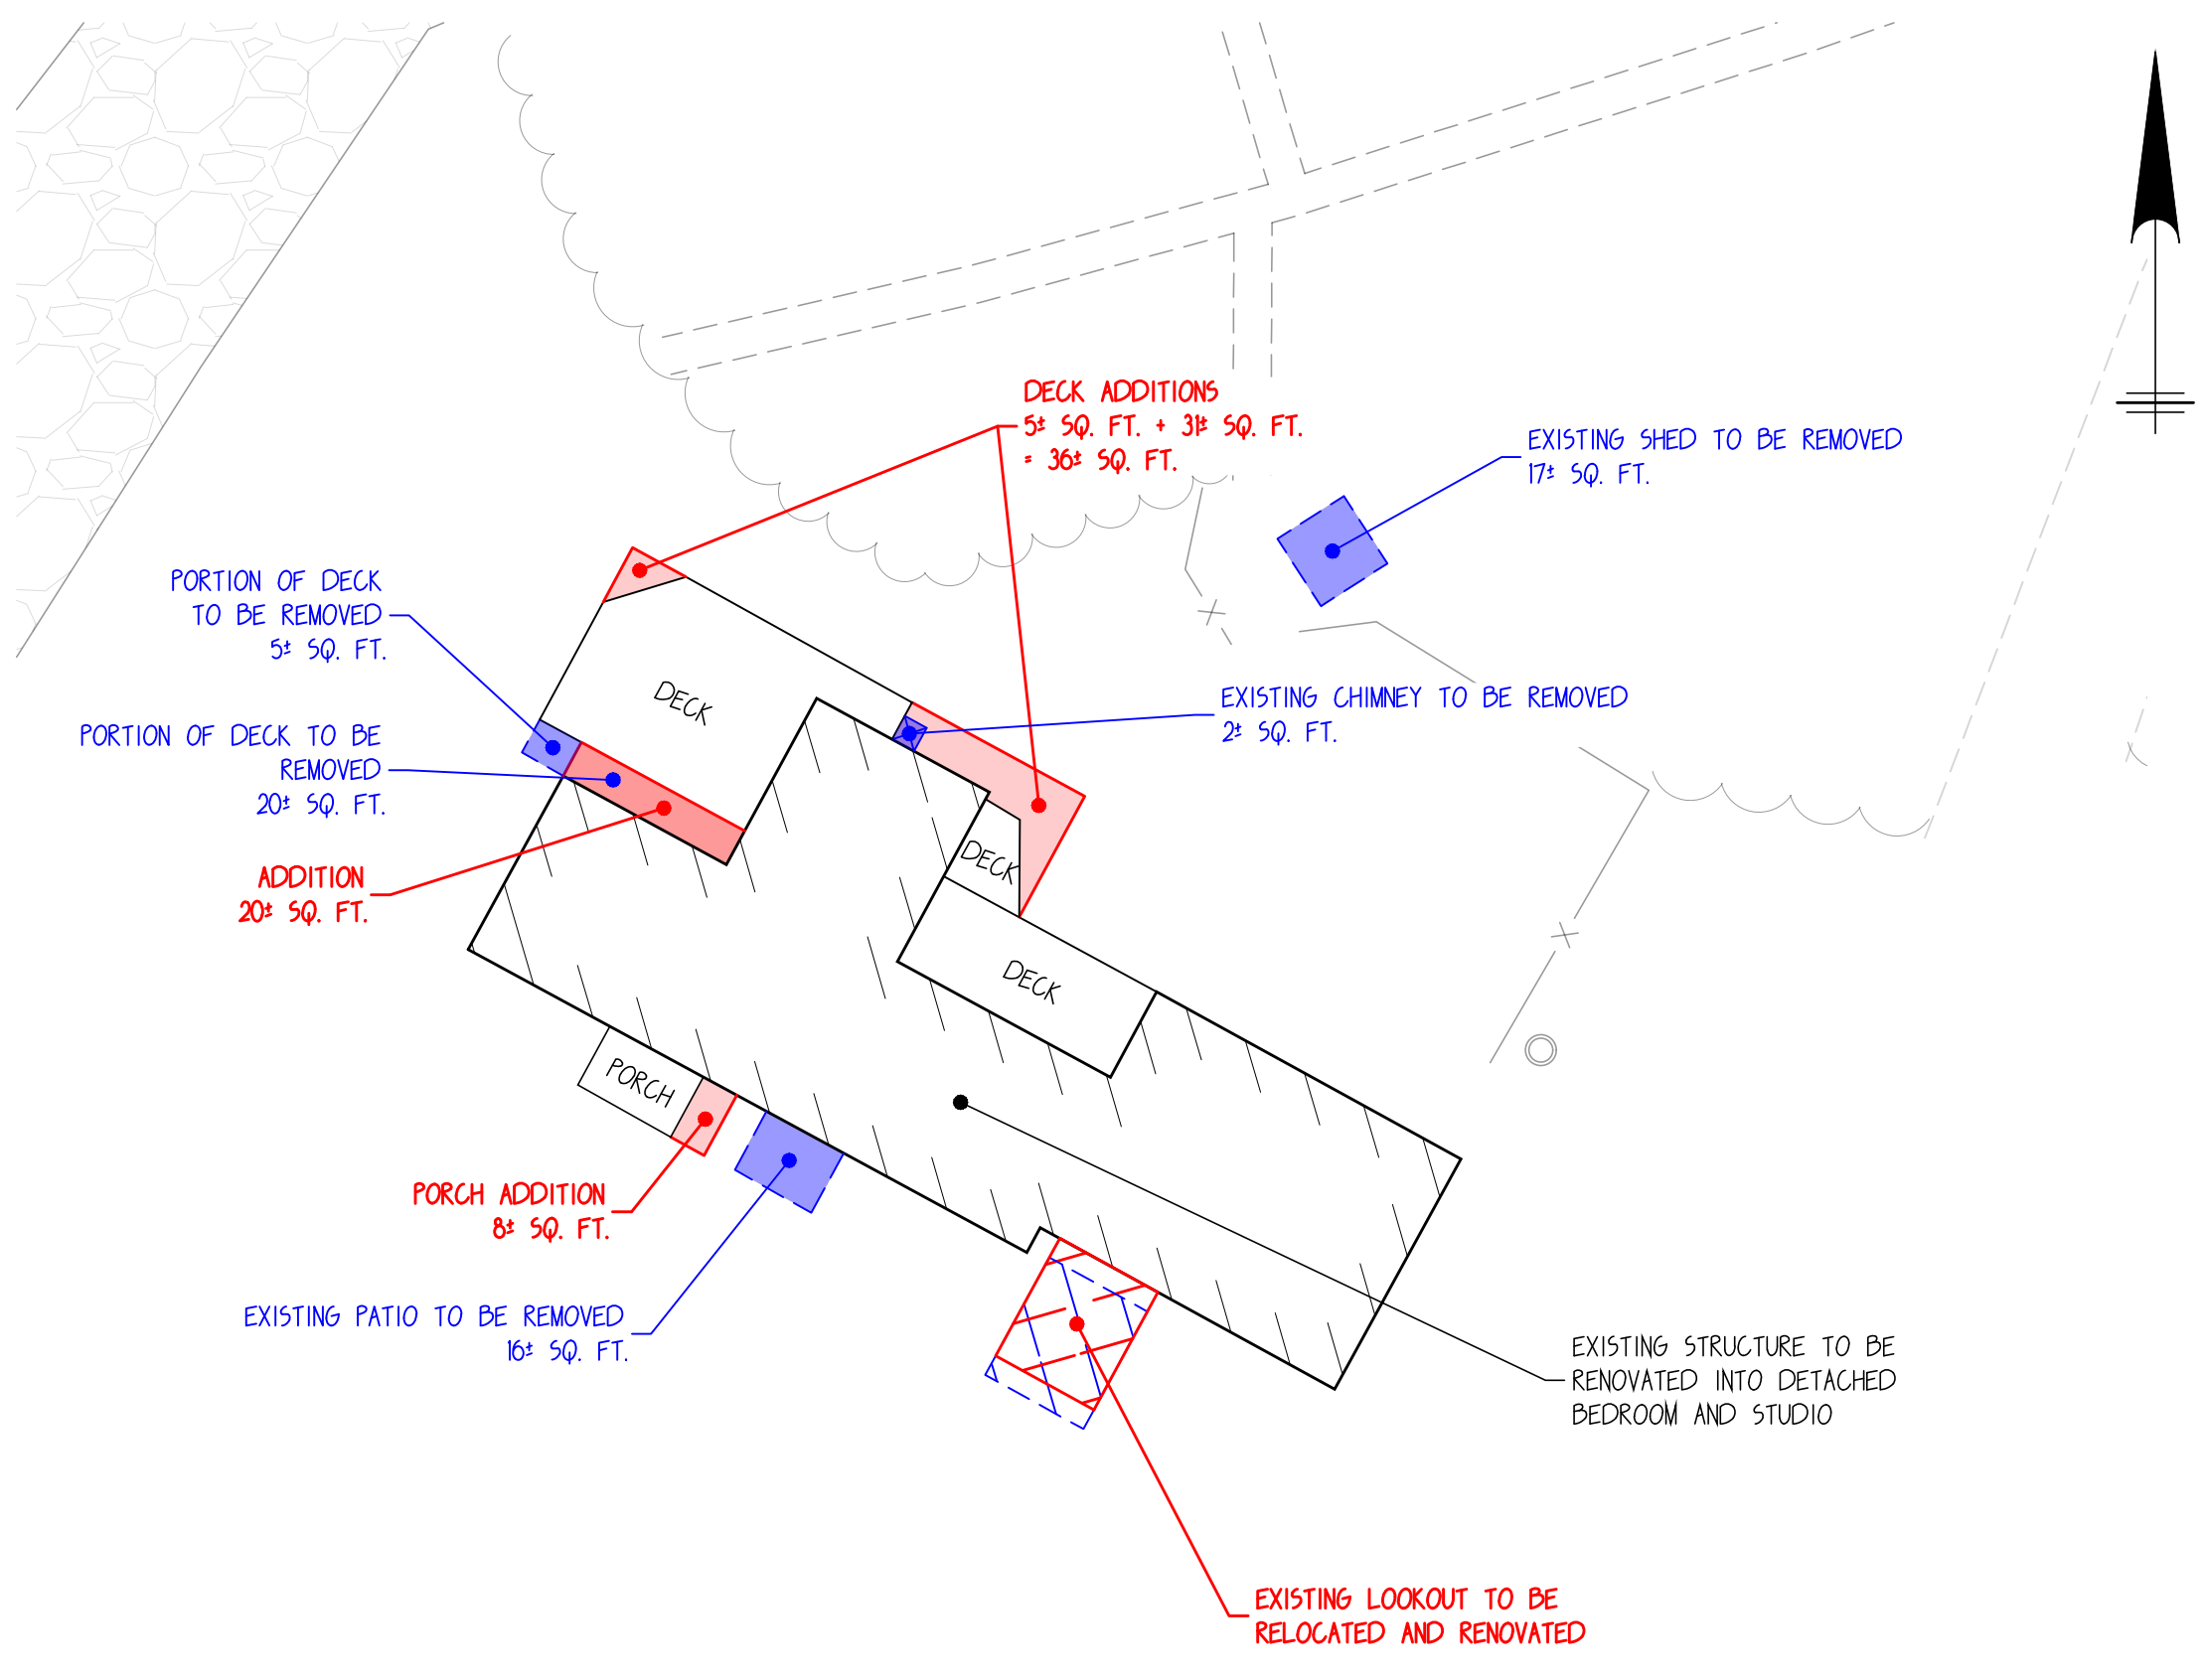 DECK ADDITIONS
5± SQ. FT. + 31± SQ. FT.
= 36± SQ. FT.
EXISTING SHED TO BE REMOVED
17± SQ. FT.
PORTION OF DECK
TO BE REMOVED
5± SQ. FT.
DECK
EXISTING CHIMNEY TO BE REMOVED
2± SQ. FT.
PORTION OF DECK TO BE
REMOVED
20± SQ. FT.
ADDITION
20± SQ. FT.
DECK
DECK
PORCH
PORCH ADDITION
8± SQ. FT.
EXISTING PATIO TO BE REMOVED
16± SQ. FT.
EXISTING STRUCTURE TO BE
RENOVATED INTO DETACHED
BEDROOM AND STUDIO
EXISTING LOOKOUT TO BE
RELOCATED AND RENOVATED